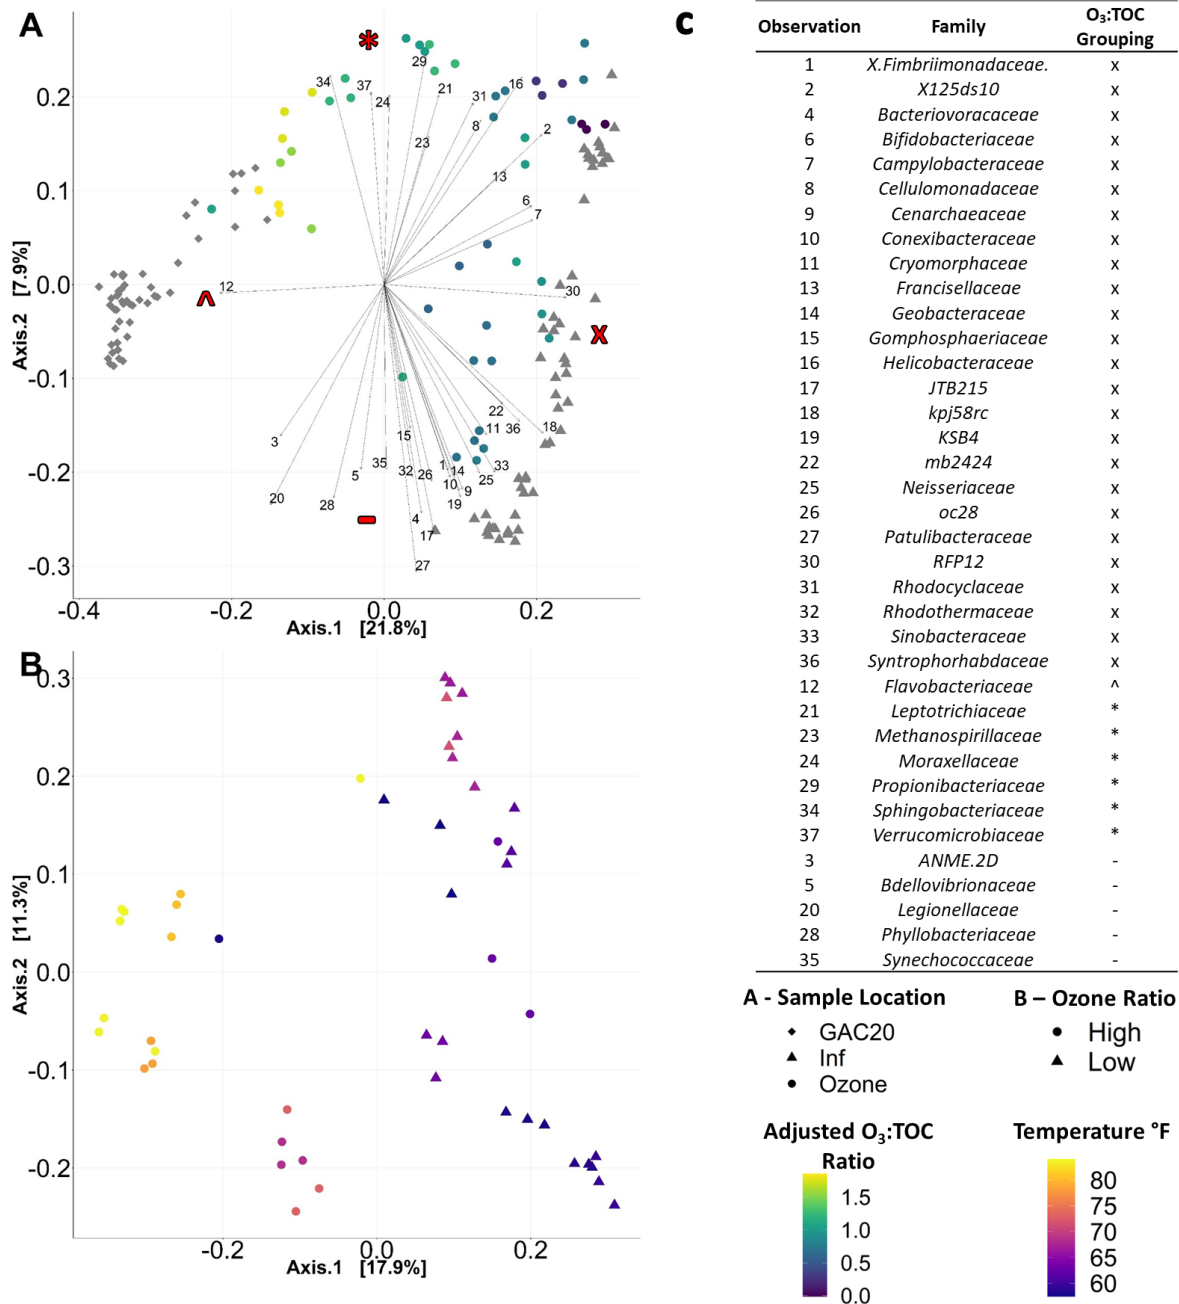 A
0.2
0.1
0.0
-0.1
-0.2
-0.3
Axis.2 [7.9%]
-0.4
-0.2
0.0
0.2
Axis.1 [21.8%]
*
^
x
-
34
37
24
29
21
31
16
8
2
23
13
6
7
12
30
3
20
28
5
35
15
32
26
1
14
10
9
19
25
33
11
22
36
18
4
17
27
B
0.3
0.2
0.1
0.0
-0.1
-0.2
Axis.2 [11.3%]
-0.2
0.0
0.2
Axis.1 [17.9%]
C
Observation Family O₃:TOC Grouping
1 X.Fimbriimonadaceae. x
2 X125ds10 x
4 Bacteriovoracaceae x
6 Bifidobacteriaceae x
7 Campylobacteraceae x
8 Cellulomonadaceae x
9 Cenarchaeaceae x
10 Conexibacteraceae x
11 Cryomorphaceae x
13 Francisellaceae x
14 Geobacteraceae x
15 Gomphosphaeriaceae x
16 Helicobacteraceae x
17 JTB215 x
18 kpj58rc x
19 KSB4 x
22 mb2424 x
25 Neisseriaceae x
26 oc28 x
27 Patulibacteraceae x
30 RFP12 x
31 Rhodocyclaceae x
32 Rhodothermaceae x
33 Sinobacteraceae x
36 Syntrophorhabdaceae x
12 Flavobacteriaceae ^
21 Leptotrichiaceae *
23 Methanospirillaceae *
24 Moraxellaceae *
29 Propionibacteriaceae *
34 Sphingobacteriaceae *
37 Verrucomicrobiaceae *
3 ANME.2D -
5 Bdellovibrionaceae -
20 Legionellaceae -
28 Phyllobacteriaceae -
35 Synechococcaceae -
A - Sample Location
GAC20
Inf
Ozone
B – Ozone Ratio
High
Low
Adjusted O₃:TOC
Ratio
1.5
1.0
0.5
0.0
Temperature °F
80
75
70
65
60